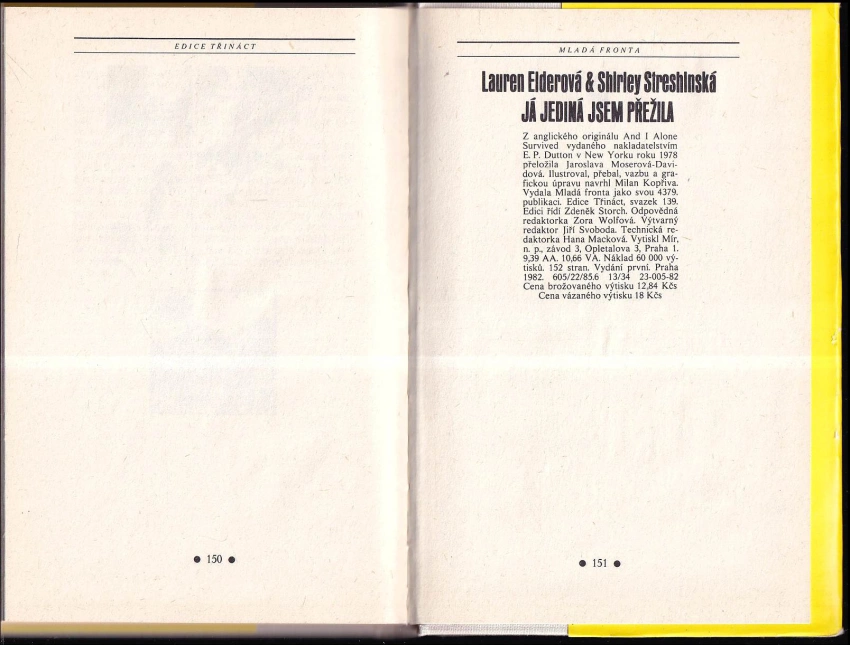 EDICE TŘINÁCT
● 150 ●
MLADÁ FRONTA
Lauren Elderová & Shirley Streshinská
JÁ JEDINÁ JSEM PŘEŽILA
Z anglického originálu And I Alone
Survived vydaného nakladatelstvím
E. P. Dutton v New Yorku roku 1978
přeložila Jaroslava Moserová-Davi-
dová. Ilustroval, přebal, vazbu a gra-
fickou úpravu navrhl Milan Kopřiva.
Vydala Mladá fronta jako svou 4379.
publikaci. Edice Třináct, svazek 139.
Edici řídí Zdeněk Storch. Odpovědná
redaktorka Zora Wolfová. Výtvarný
redaktor Jiří Svoboda. Technická re-
daktorka Hana Macková. Vytiskl Mír,
n. p., závod 3, Opletalova 3, Praha 1.
9,39 AA. 10,66 VA. Náklad 60 000 vý-
tisků. 152 stran. Vydání první. Praha
1982. 605/22/85.6 13/34 23-005-82
Cena brožovaného výtisku 12,84 Kčs
Cena vázaného výtisku 18 Kčs
● 151 ●